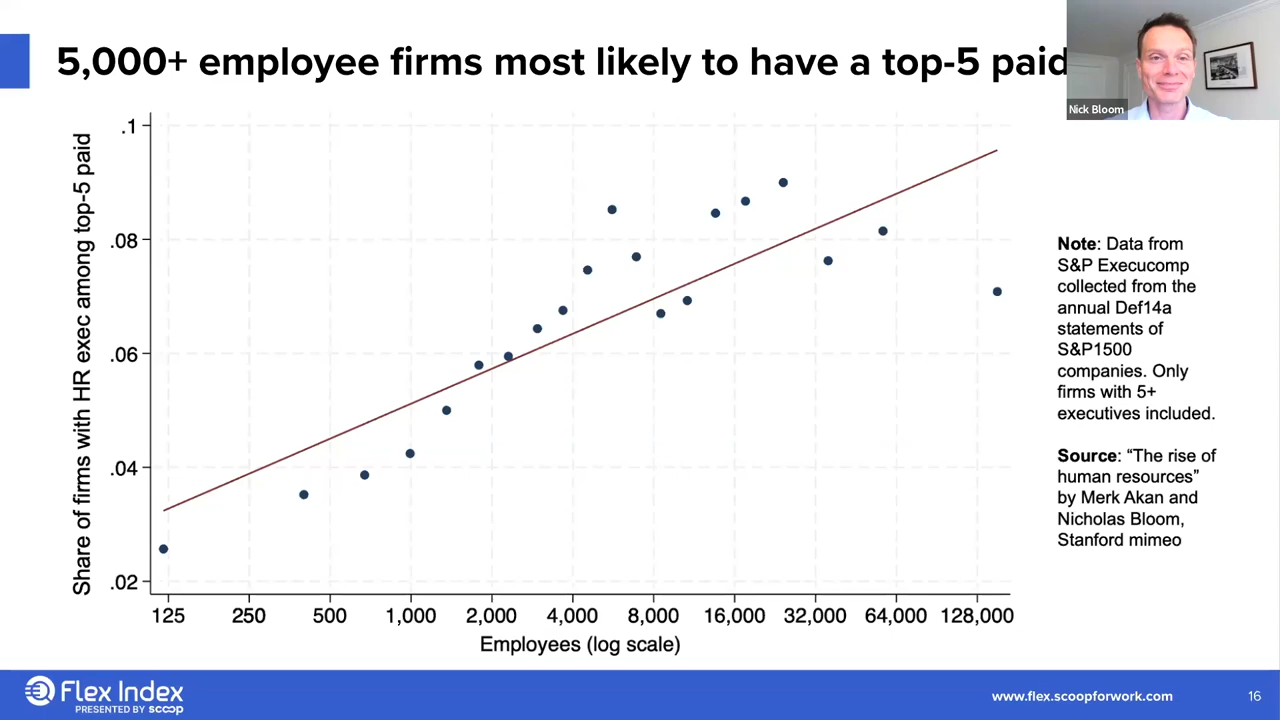 5,000+ employee firms most likely to have a top-5 paid
Nick Bloom
Share of firms with HR exec among top-5 paid
.1
.08
.06
.04
.02
125 250 500 1,000 2,000 4,000 8,000 16,000 32,000 64,000 128,000
Employees (log scale)
Note: Data from
S&P Execucomp
collected from the
annual Def14a
statements of
S&P1500
companies. Only
firms with 5+
executives included.
Source: “The rise of
human resources”
by Merk Akan and
Nicholas Bloom,
Stanford mimeo
Flex Index
PRESENTED BY scoop
www.flex.scoopforwork.com
16